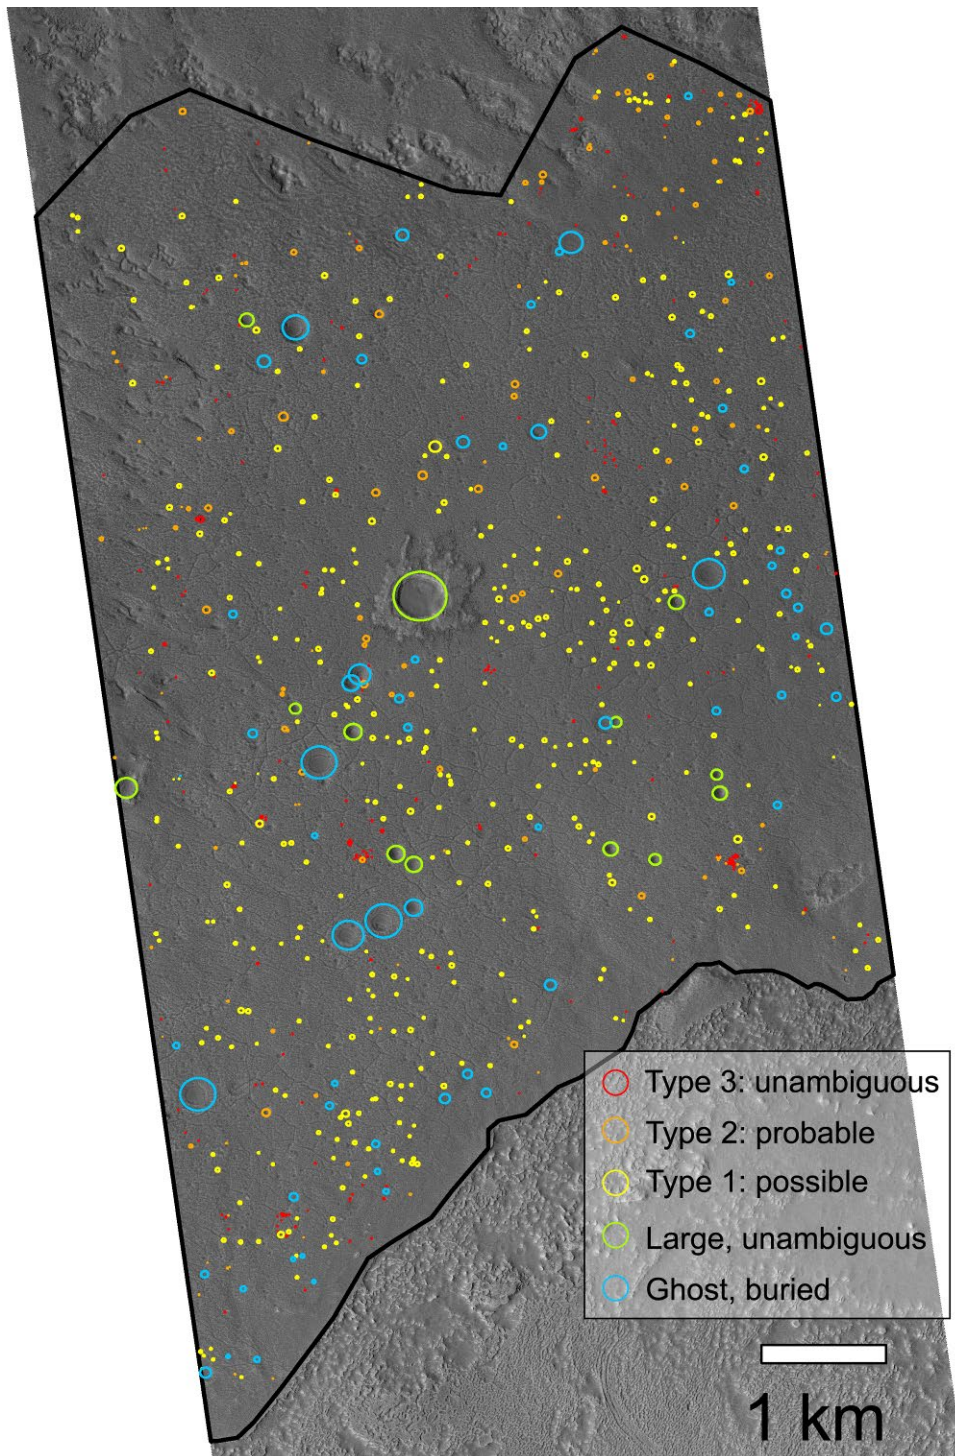 Type 3: unambiguous
Type 2: probable
Type 1: possible
Large, unambiguous
Ghost, buried
1 km